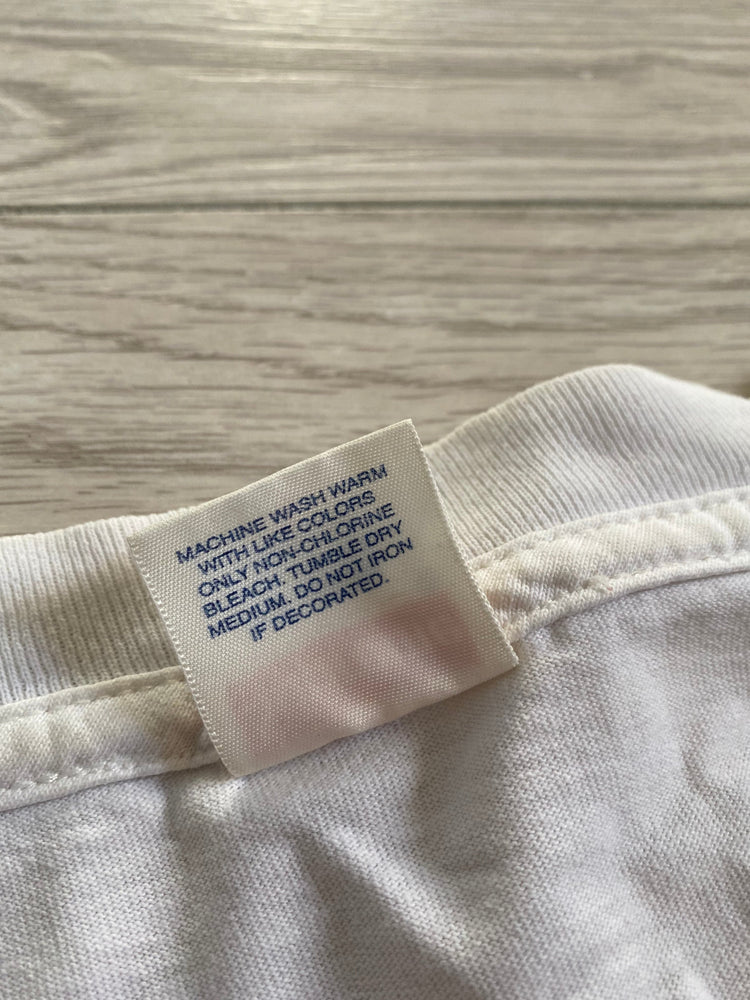 MACHINE WASH WARM
WITH LIKE COLORS
ONLY NON-CHLORINE
BLEACH. TUMBLE DRY
MEDIUM. DO NOT IRON
IF DECORATED.